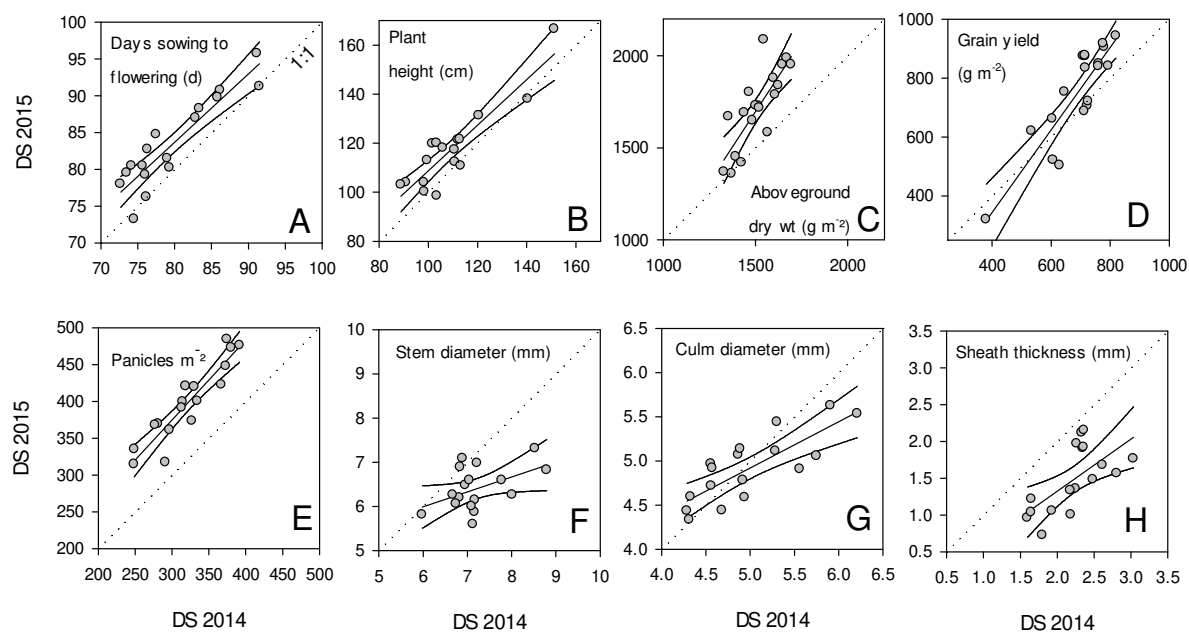 Days sowing to
flowering (d)
1:1
A
DS 2015
100
95
90
85
80
75
70
70 75 80 85 90 95 100
Plant
height (cm)
B
160
140
120
100
80
80 100 120 140 160
C
Aboveground
dry wt (g m⁻²)
2000
1500
1000
1000 1500 2000
Grain yield
(g m⁻²)
D
1000
800
600
400
400 600 800 1000
Panicles m⁻²
E
DS 2015
500
450
400
350
300
250
200
200 250 300 350 400 450 500
DS 2014
Stem diameter (mm)
F
10
9
8
7
6
5
5 6 7 8 9 10
DS 2014
Culm diameter (mm)
G
6.5
6.0
5.5
5.0
4.5
4.0
4.0 4.5 5.0 5.5 6.0 6.5
DS 2014
Sheath thickness (mm)
H
3.5
3.0
2.5
2.0
1.5
1.0
0.5
0.5 1.0 1.5 2.0 2.5 3.0 3.5
DS 2014